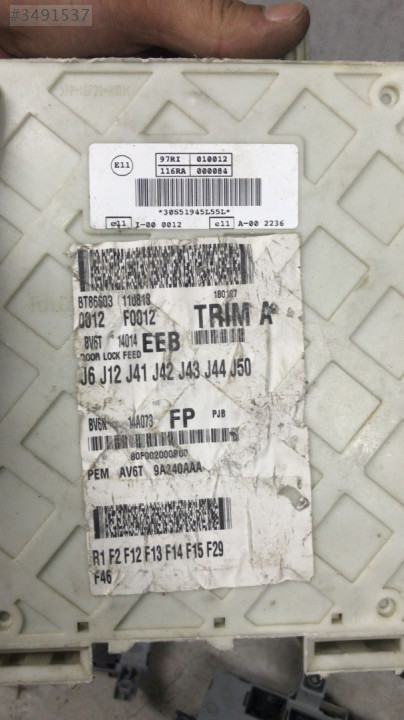 #3491537
E11
97RI 010012
116RA 000084
*30S51945L55L*
e11 I-00 0012 e11 A-00 2236
BT86603 110818 180107
0012 F0012 TRIM A
BV6T 14014 EEB
DOOR LOCK FEED
J6 J12 J41 J42 J43 J44 J50
BV6N 14A073 FP PJB
PEM AV6T 9A240AAA
R1 F2 F12 F13 F14 F15 F29
F46